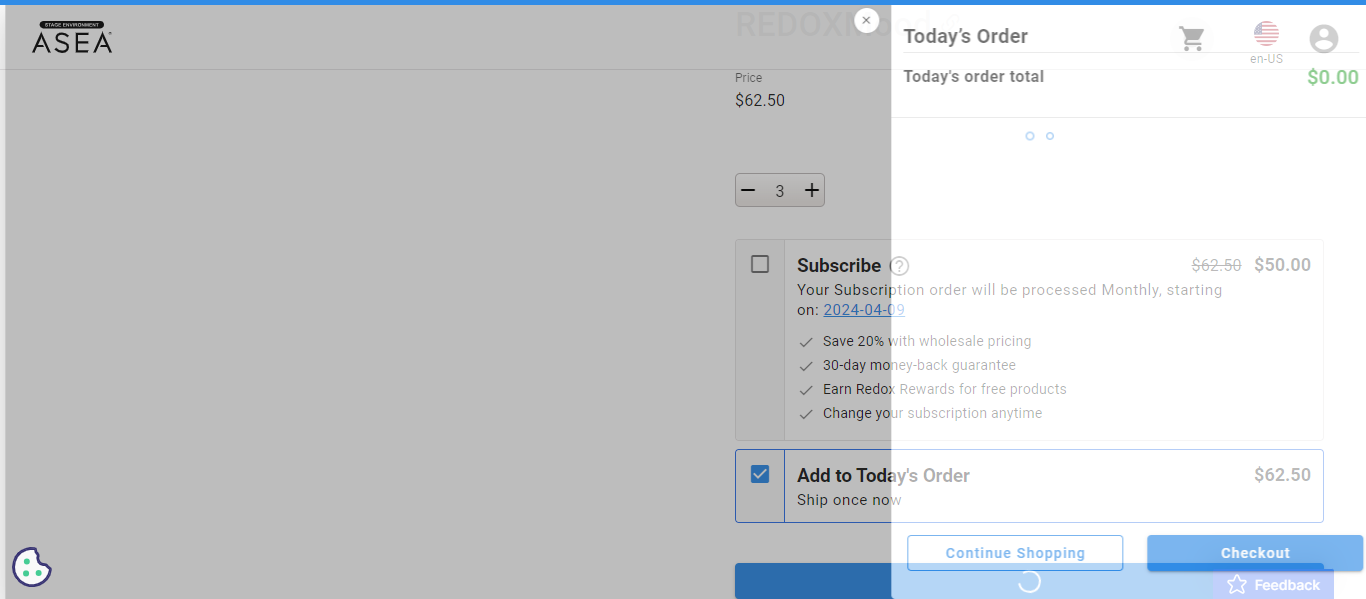 STAGE ENVIRONMENT
ASEA
REDOXMood
Today's Order
en-US
Today's order total
$0.00
Price
$62.50
3
Subscribe
$62.50 $50.00
Your Subscription order will be processed Monthly, starting
on: 2024-04-09
Save 20% with wholesale pricing
30-day money-back guarantee
Earn Redox Rewards for free products
Change your subscription anytime
Add to Today's Order
$62.50
Ship once now
Continue Shopping
Checkout
Feedback